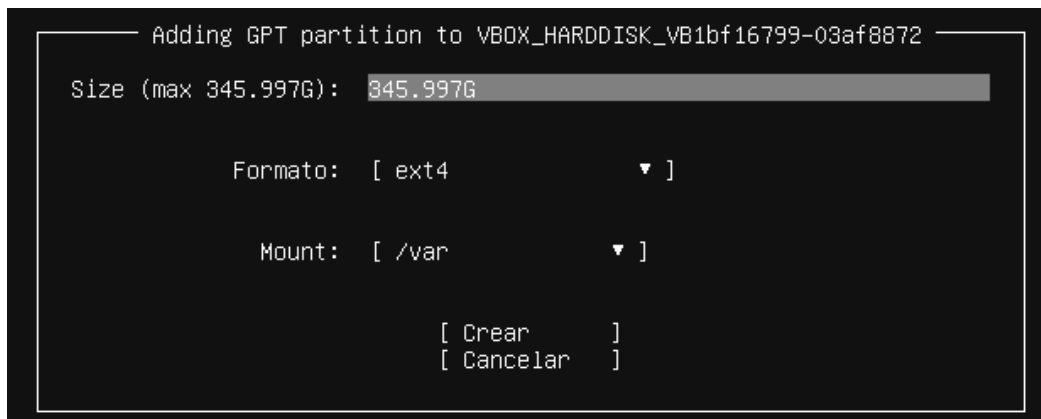 Adding GPT partition to VBOX_HARDDISK_VB1bf16799-03af8872
Size (max 345.997G): 345.997G
Formato: [ ext4 ▾ ]
Mount: [ /var ▾ ]
[ Crear ]
[ Cancelar ]